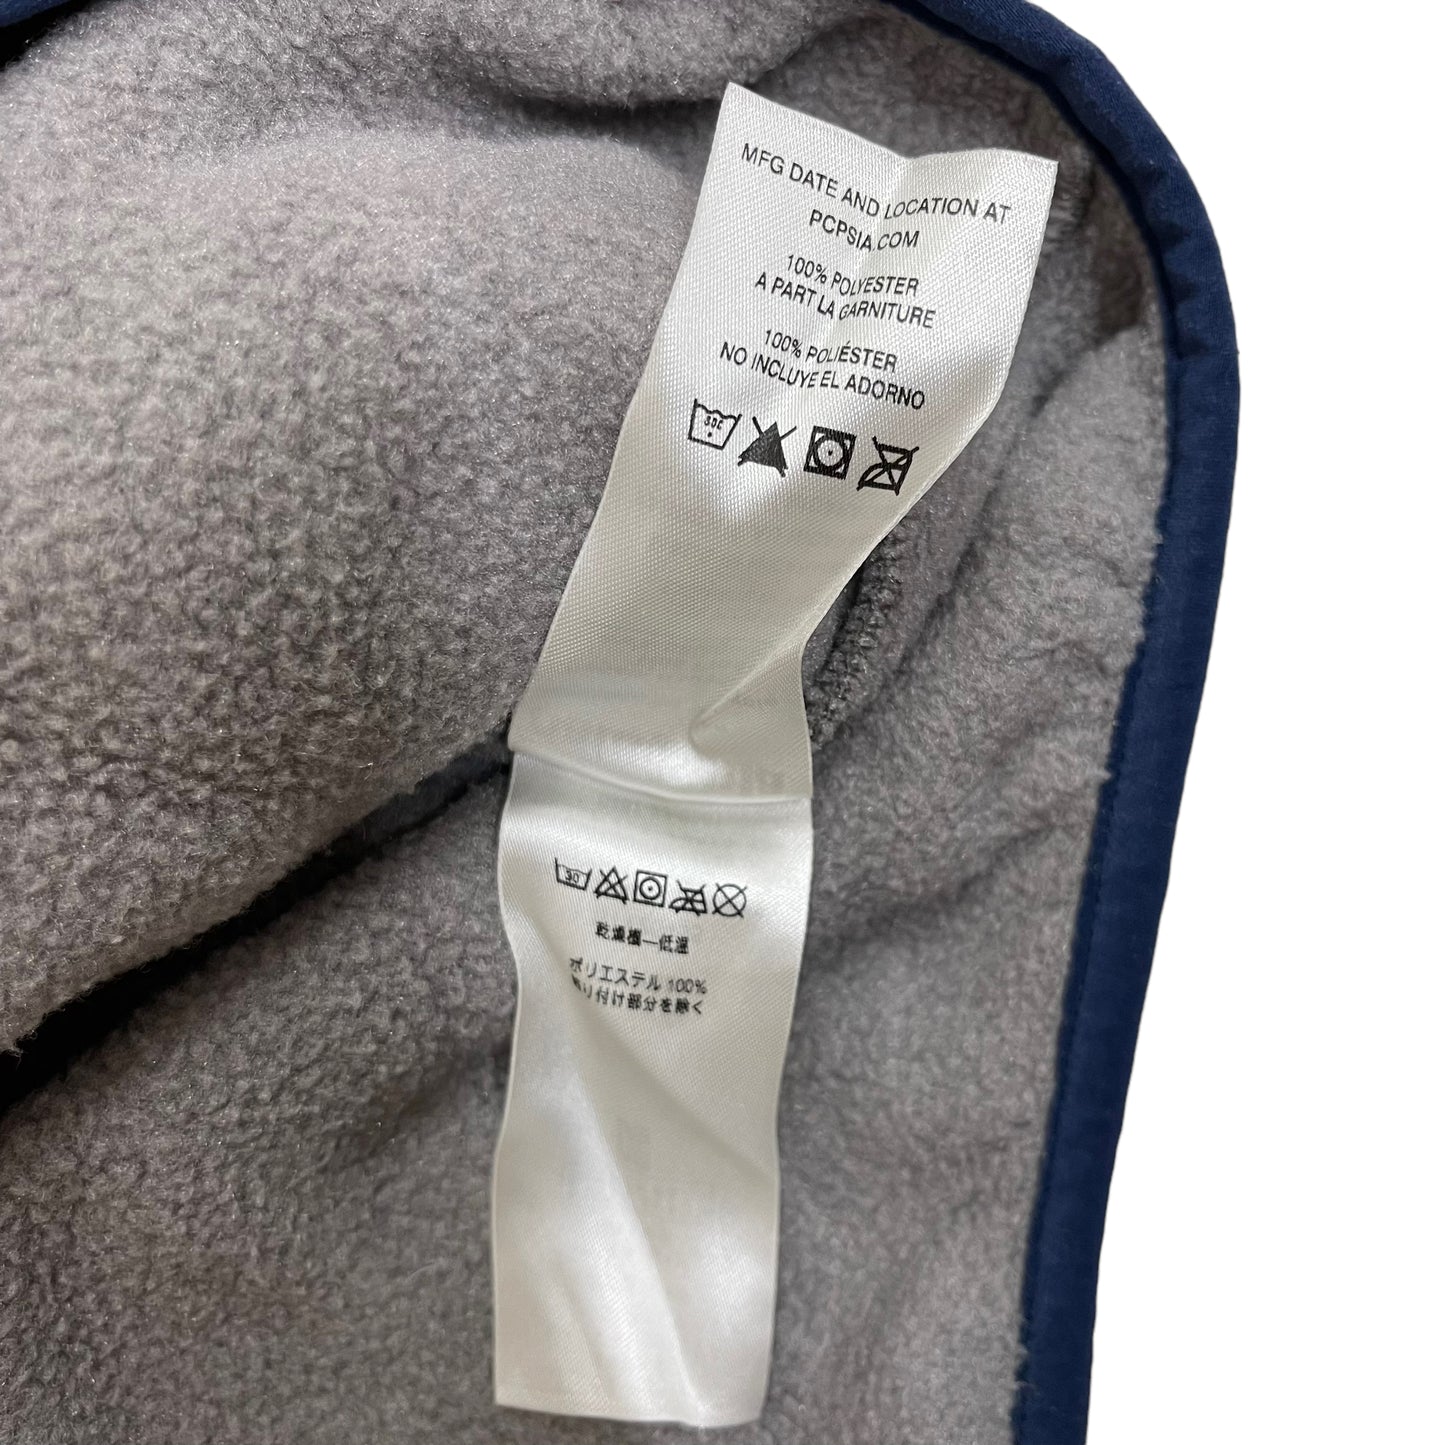 MFG DATE AND LOCATION AT
PCPSIA.COM
100% POLYESTER
A PART LA GARNITURE
100% POLIÉSTER
NO INCLUYE EL ADORNO
30C
30
乾燥機―低温
ポリエステル 100%
り付け部分を除く